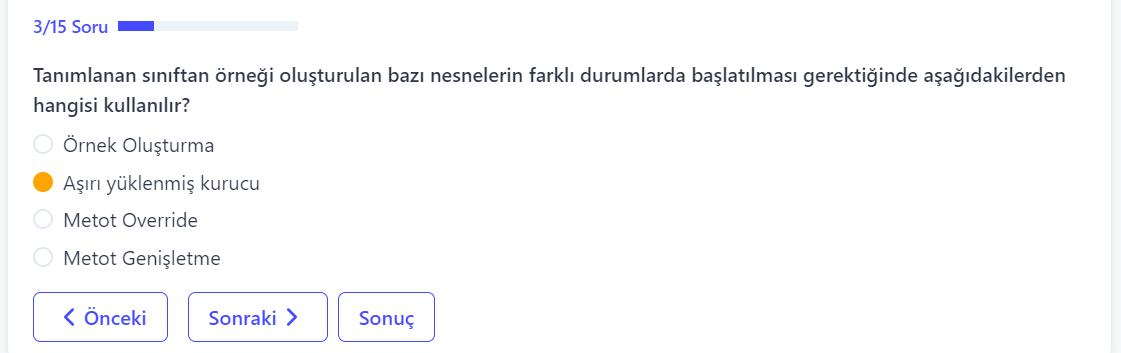 3/15 Soru
Tanımlanan sınıftan örneği oluşturulan bazı nesnelerin farklı durumlarda başlatılması gerektiğinde aşağıdakilerden
hangisi kullanılır?
Örnek Oluşturma
Aşırı yüklenmiş kurucu
Metot Override
Metot Genişletme
Önceki Sonraki Sonuç